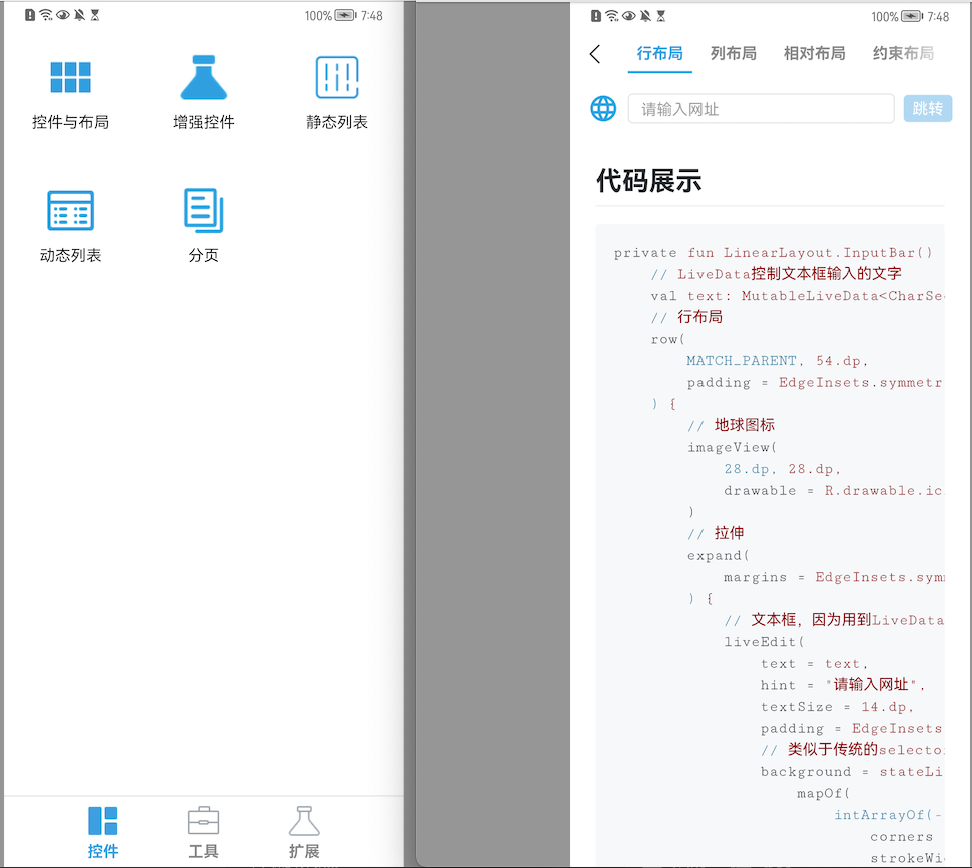 100% 7:48
控件与布局 增强控件 静态列表
动态列表 分页
控件 工具 扩展
100% 7:48
行布局 列布局 相对布局 约束布局
请输入网址 跳转
代码展示
private fun LinearLayout.InputBar()
// LiveData控制文本框输入的文字
val text: MutableLiveData<CharSe
// 行布局
row(
MATCH_PARENT, 54.dp,
padding = EdgeInsets.symmetr
) {
// 地球图标
imageView(
28.dp, 28.dp,
drawable = R.drawable.ic
)
// 拉伸
expand(
margins = EdgeInsets.sym
) {
// 文本框，因为用到LiveData
liveEdit(
text = text,
hint = "请输入网址",
textSize = 14.dp,
padding = EdgeInsets
// 类似于传统的selecto
background = stateLi
mapOf(
intArrayOf(-
corners
strokeWi